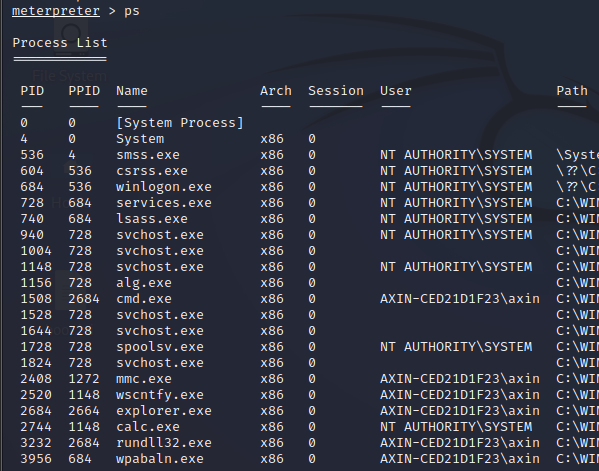 meterpreter > ps
Process List
PID PPID Name Arch Session User Path
0 0 [System Process]
4 0 System x86 0
536 4 smss.exe x86 0 NT AUTHORITY\SYSTEM \Syste
604 536 csrss.exe x86 0 NT AUTHORITY\SYSTEM \??\C
684 536 winlogon.exe x86 0 NT AUTHORITY\SYSTEM \??\C
728 684 services.exe x86 0 NT AUTHORITY\SYSTEM C:\WIN
740 684 lsass.exe x86 0 NT AUTHORITY\SYSTEM C:\WIN
940 728 svchost.exe x86 0 NT AUTHORITY\SYSTEM C:\WIN
1004 728 svchost.exe x86 0 C:\WIN
1148 728 svchost.exe x86 0 NT AUTHORITY\SYSTEM C:\WIN
1156 728 alg.exe x86 0 C:\WIN
1508 2684 cmd.exe x86 0 AXIN-CED21D1F23\axin C:\WIN
1528 728 svchost.exe x86 0 C:\WIN
1644 728 svchost.exe x86 0 C:\WIN
1728 728 spoolsv.exe x86 0 NT AUTHORITY\SYSTEM C:\WIN
1824 728 svchost.exe x86 0 C:\WIN
2408 1272 mmc.exe x86 0 AXIN-CED21D1F23\axin C:\WIN
2520 1148 wscntfy.exe x86 0 AXIN-CED21D1F23\axin C:\WIN
2684 2664 explorer.exe x86 0 AXIN-CED21D1F23\axin C:\WIN
2744 1148 calc.exe x86 0 NT AUTHORITY\SYSTEM C:\WIN
3232 2684 rundll32.exe x86 0 AXIN-CED21D1F23\axin C:\WIN
3956 684 wpabaln.exe x86 0 AXIN-CED21D1F23\axin C:\WIN